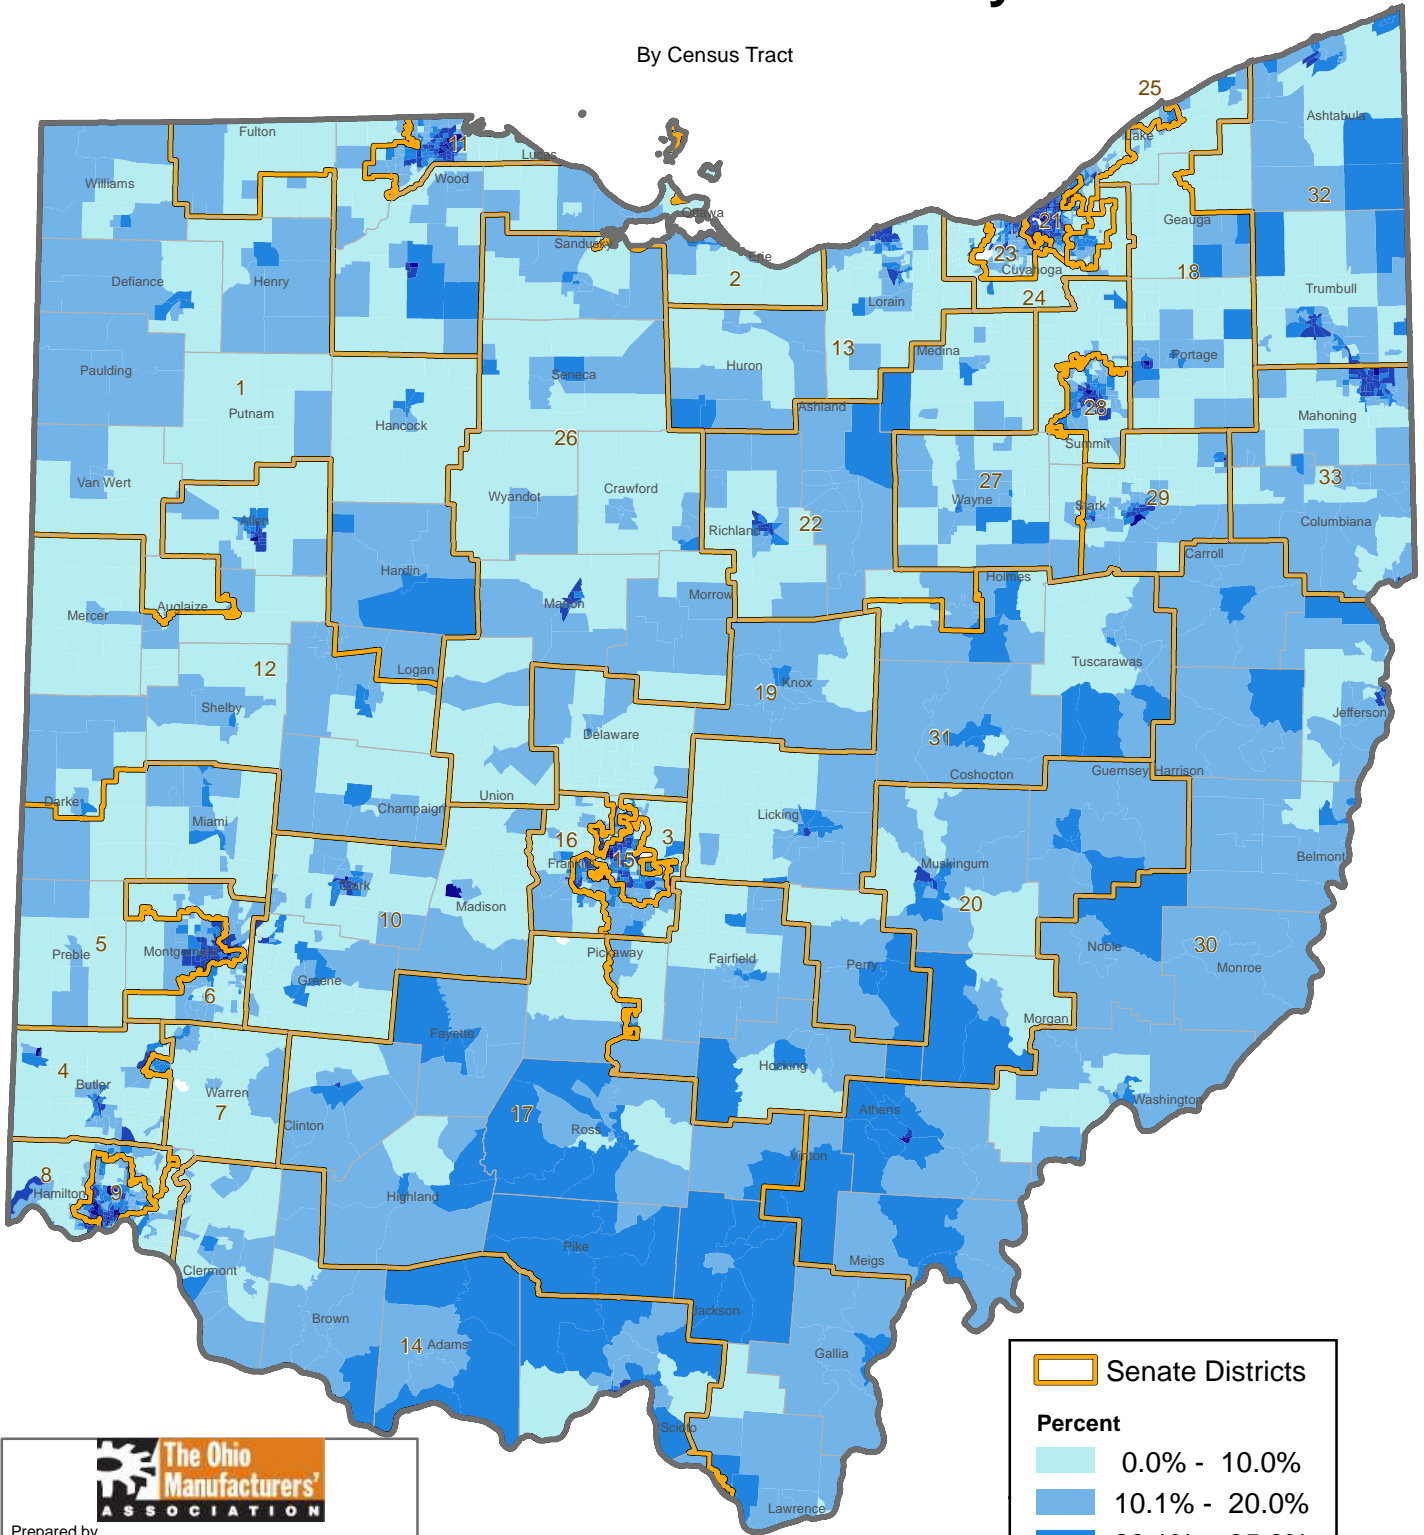 By Census Tract
25
Ashtabula
Lake
Fulton
11
Lucas
Wood
Williams
32
Ottawa
Geauga
21
Sandusky
Erie
23
Cuyahoga
18
2
Defiance
Henry
24
Trumbull
Lorain
13
Medina
Portage
Huron
Paulding
Seneca
1
Putnam
Ashland
28
Mahoning
Hancock
26
Summit
33
Van Wert
27
Wyandot
Crawford
Wayne
29
Stark
Allen
Richland
22
Columbiana
Carroll
Hardin
Holmes
Mercer
Auglaize
Marion
Morrow
12
Logan
Tuscarawas
19
Knox
Shelby
Jefferson
Delaware
31
Coshocton
Guernsey
Harrison
Darke
Union
Champaign
Miami
Licking
16
3
15
Franklin
Muskingum
Belmont
Clark
Madison
20
10
5
Preble
Montgomery
Pickaway
Fairfield
Perry
Noble
30
Monroe
Greene
6
Morgan
Fayette
4
Butler
Warren
7
Hocking
Washington
17
Athens
Clinton
Ross
Vinton
8
Hamilton
9
Highland
Pike
Meigs
Clermont
Jackson
Brown
14
Adams
Gallia
Scioto
Lawrence
Senate Districts
Percent
0.0% - 10.0%
10.1% - 20.0%
The Ohio
Manufacturers'
ASSOCIATION
Prepared by